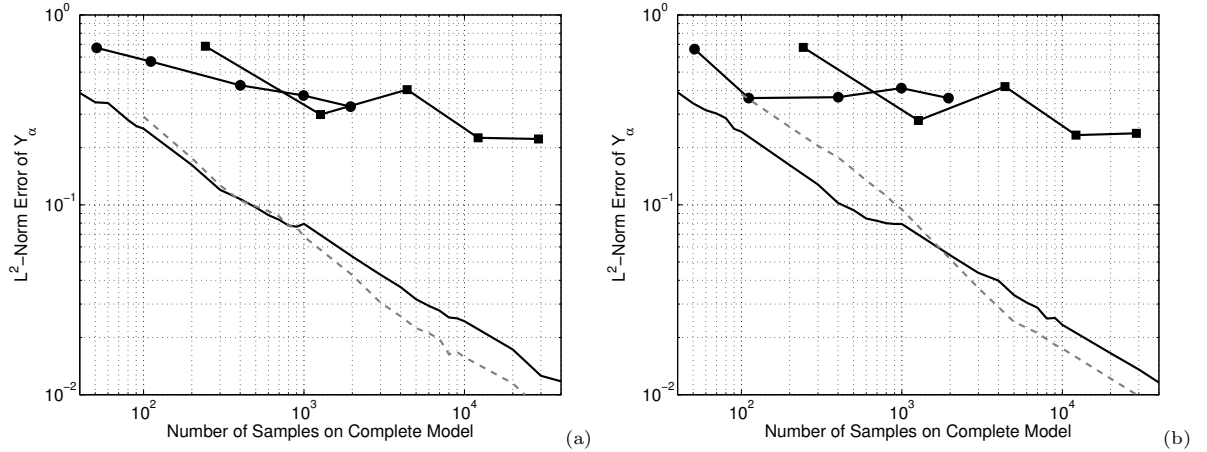 10^0
10^-1
10^-2
L^2-Norm Error of Y_α
10^2
10^3
10^4
Number of Samples on Complete Model
(a)
10^0
10^-1
10^-2
L^2-Norm Error of Y_α
10^2
10^3
10^4
Number of Samples on Complete Model
(b)